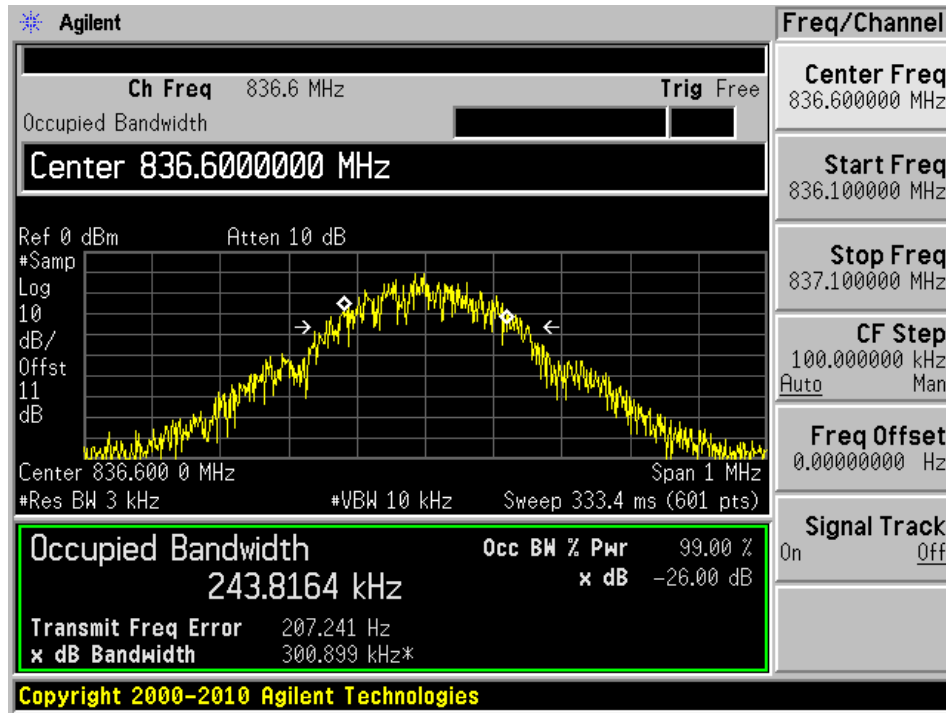 Agilent
Freq/Channel
Ch Freq 836.6 MHz Trig Free
Occupied Bandwidth
Center 836.6000000 MHz
Ref 0 dBm Atten 10 dB
#Samp
Log
10
dB/
Offst
11
dB
Center 836.600 0 MHz Span 1 MHz
#Res BW 3 kHz #VBW 10 kHz Sweep 333.4 ms (601 pts)
Occupied Bandwidth Occ BW % Pwr 99.00 %
243.8164 kHz x dB -26.00 dB
Transmit Freq Error 207.241 Hz
x dB Bandwidth 300.899 kHz*
Copyright 2000-2010 Agilent Technologies
Center Freq
836.600000 MHz
Start Freq
836.100000 MHz
Stop Freq
837.100000 MHz
CF Step
100.000000 kHz
Auto Man
Freq Offset
0.00000000 Hz
Signal Track
On Off